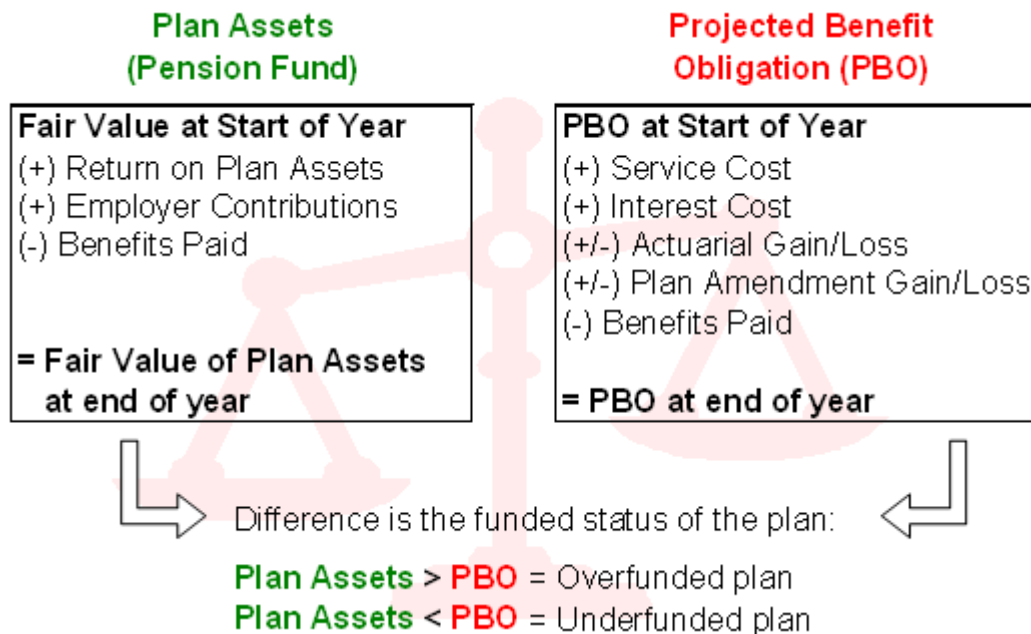 Plan Assets
(Pension Fund)
Fair Value at Start of Year
(+) Return on Plan Assets
(+) Employer Contributions
(-) Benefits Paid
= Fair Value of Plan Assets
at end of year
Projected Benefit
Obligation (PBO)
PBO at Start of Year
(+) Service Cost
(+) Interest Cost
(+/-) Actuarial Gain/Loss
(+/-) Plan Amendment Gain/Loss
(-) Benefits Paid
= PBO at end of year
Difference is the funded status of the plan:
Plan Assets > PBO = Overfunded plan
Plan Assets < PBO = Underfunded plan